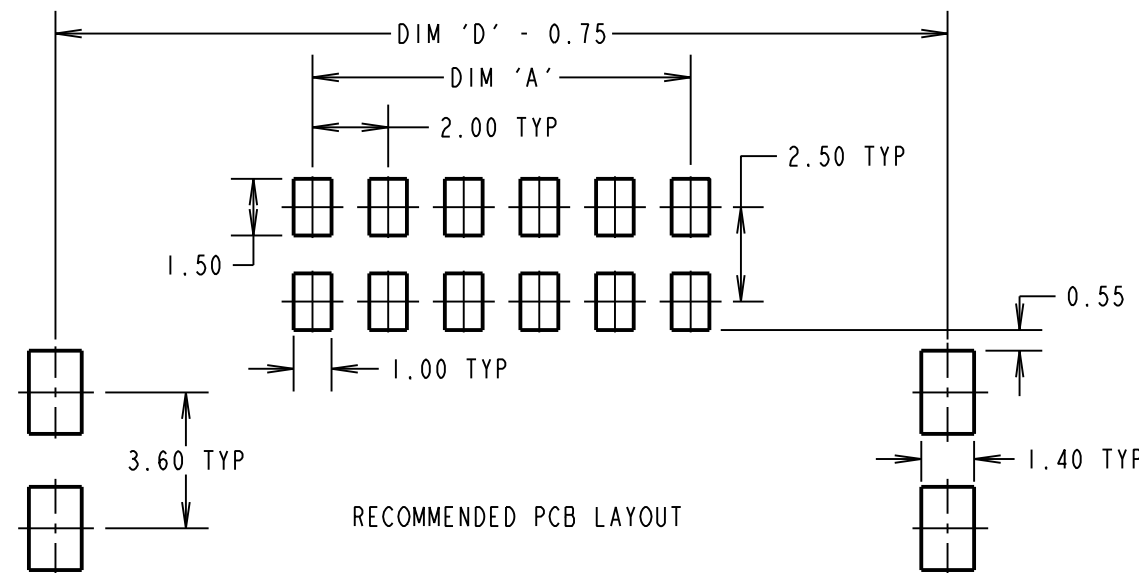 DIM 'D' - 0.75
DIM 'A'
2.00 TYP
2.50 TYP
1.50
0.55
1.00 TYP
3.60 TYP
1.40 TYP
RECOMMENDED PCB LAYOUT